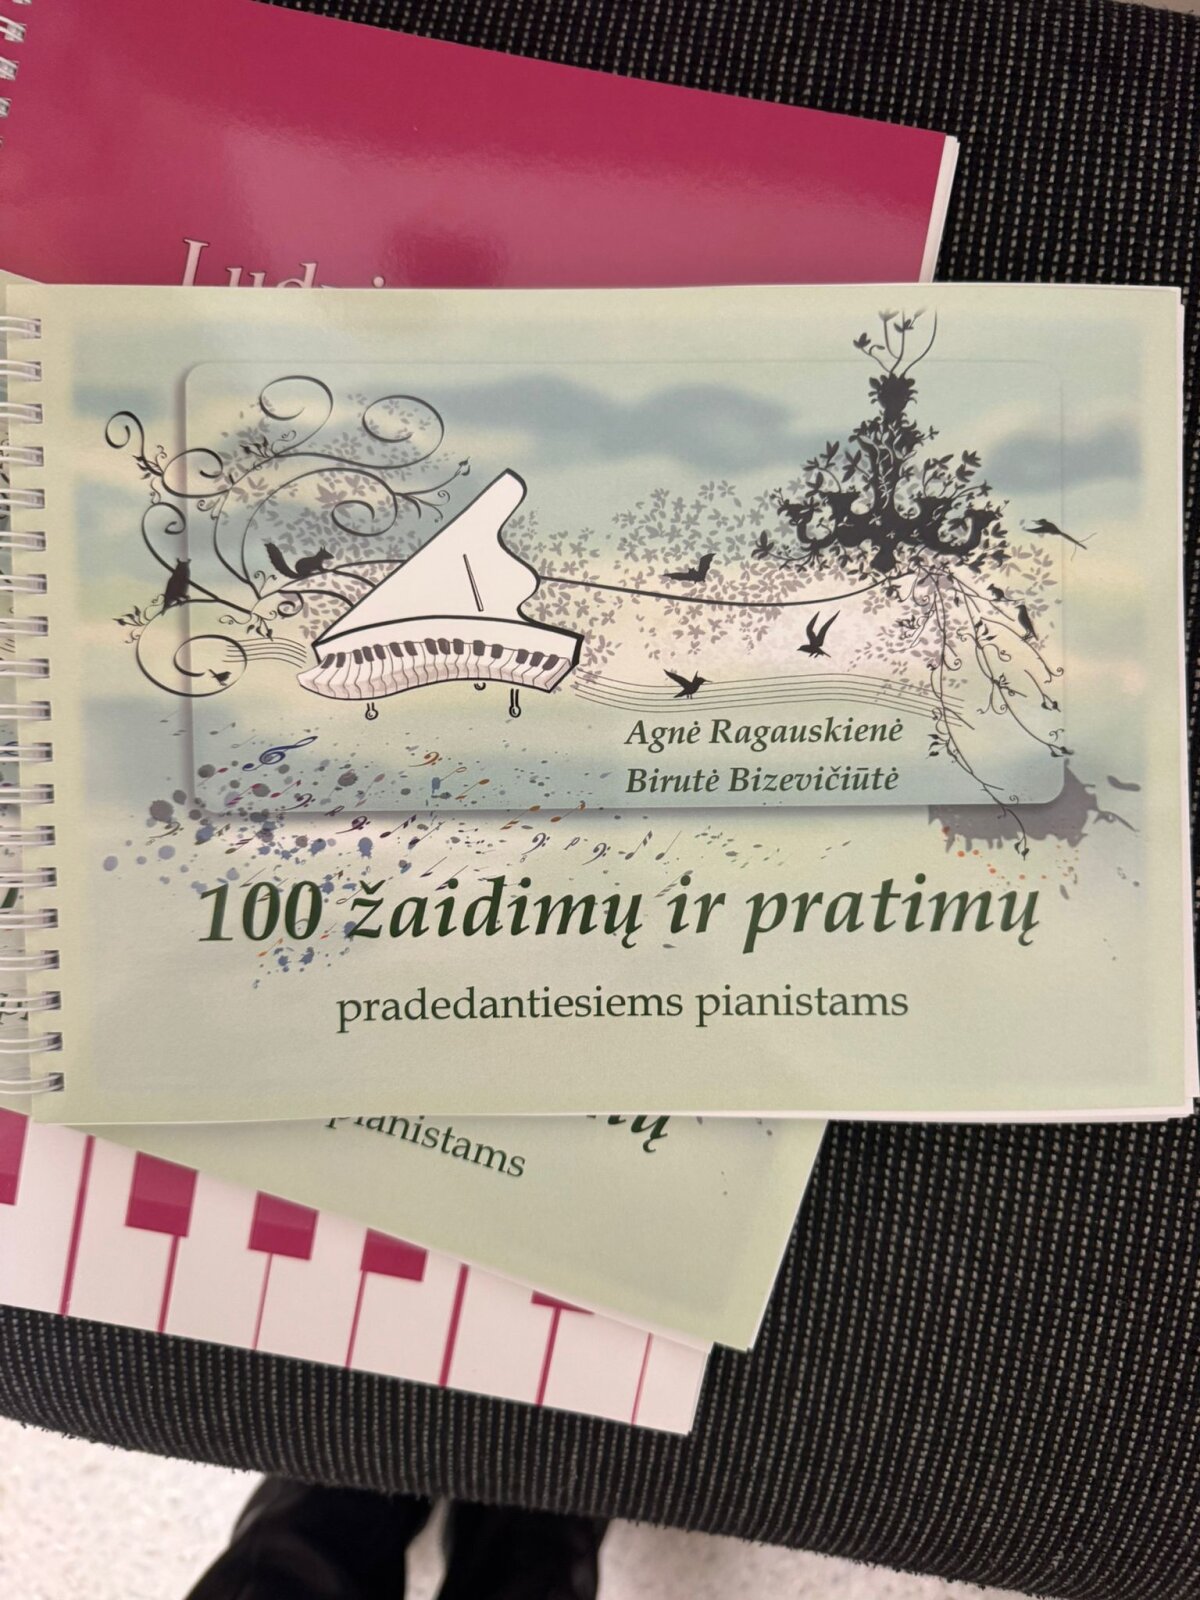 Agnė Ragauskienė
Birutė Bizevičiūtė
100 žaidimų ir pratimų
pradedantiesiems pianistams
pianistams